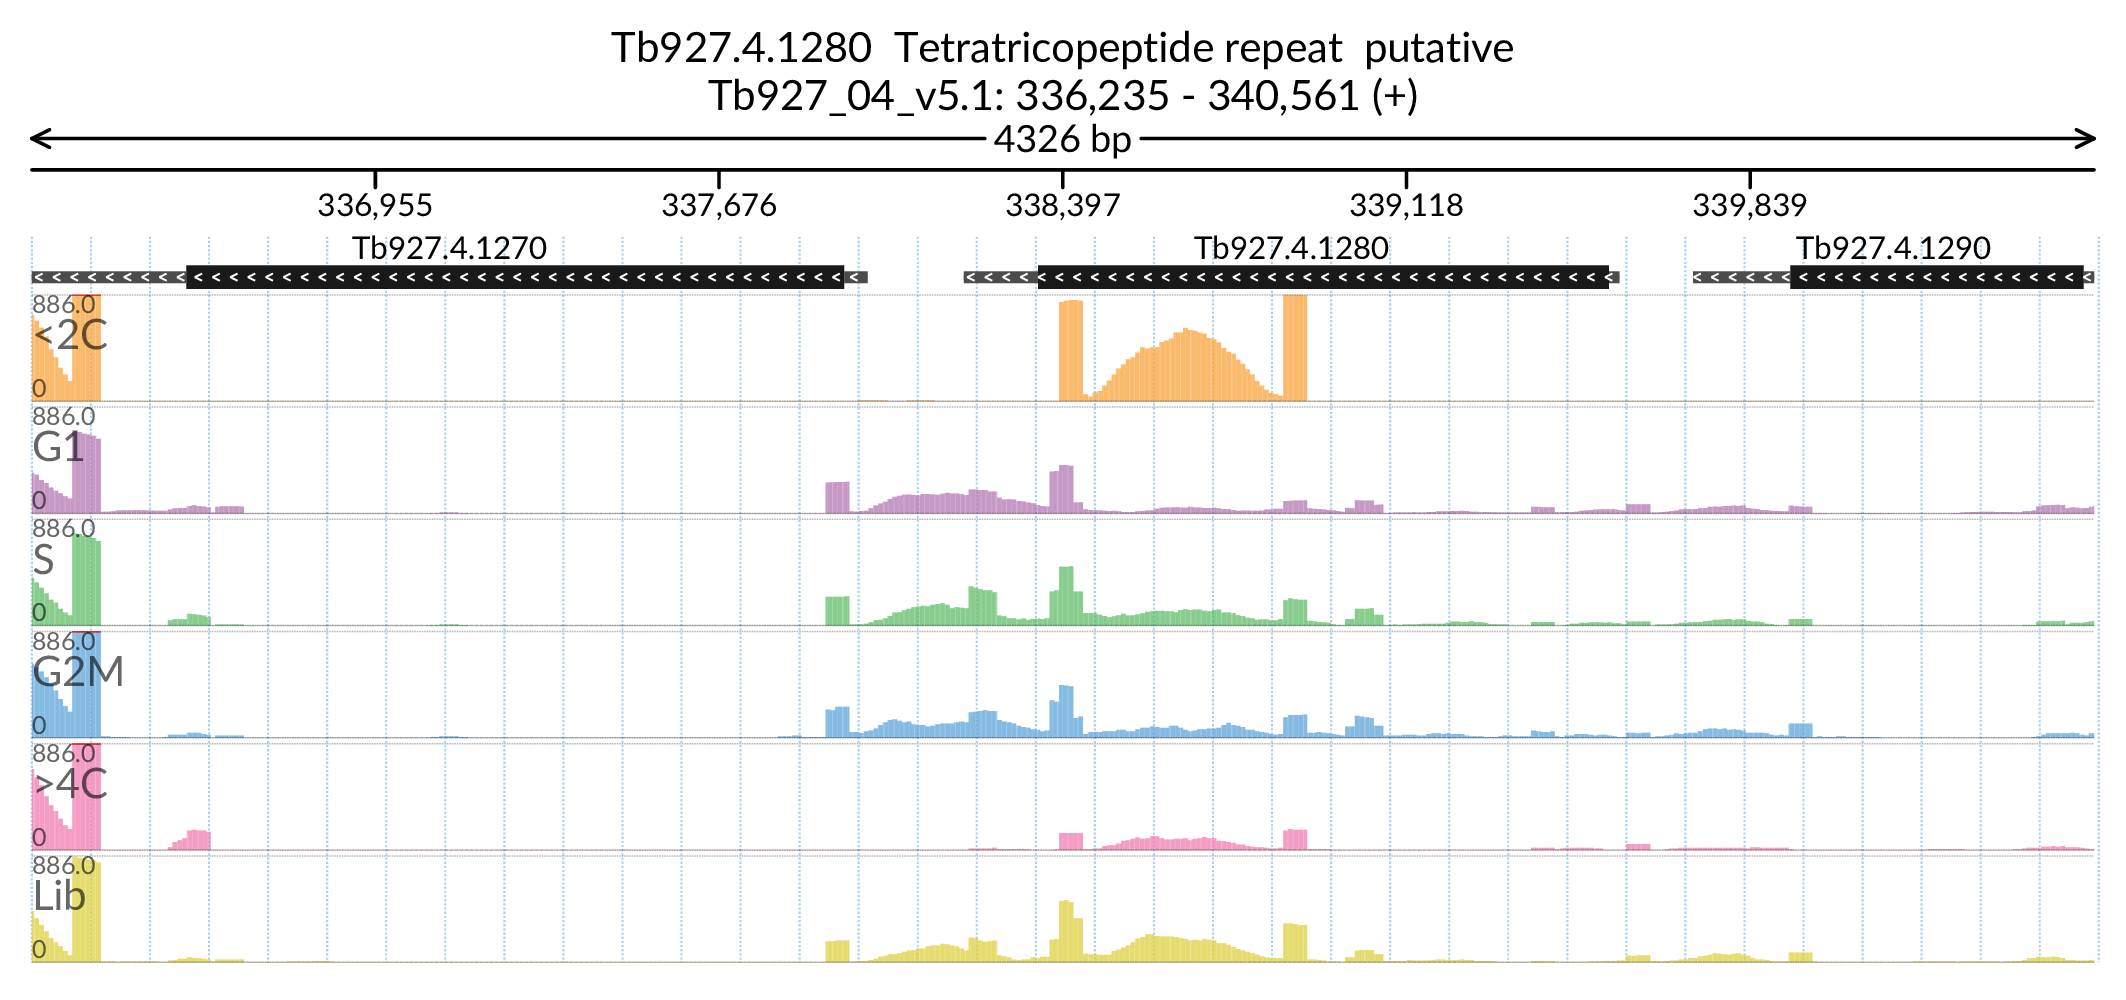 Tb927.4.1280  Tetratricopeptide repeat  putative
Tb927_04_v5.1: 336,235 - 340,561 (+)
4326 bp
336,955 337,676 338,397 339,118 339,839
Tb927.4.1270 Tb927.4.1280 Tb927.4.1290
886.0
<2C
0
886.0
G1
0
886.0
S
0
886.0
G2M
0
886.0
>4C
0
886.0
Lib
0